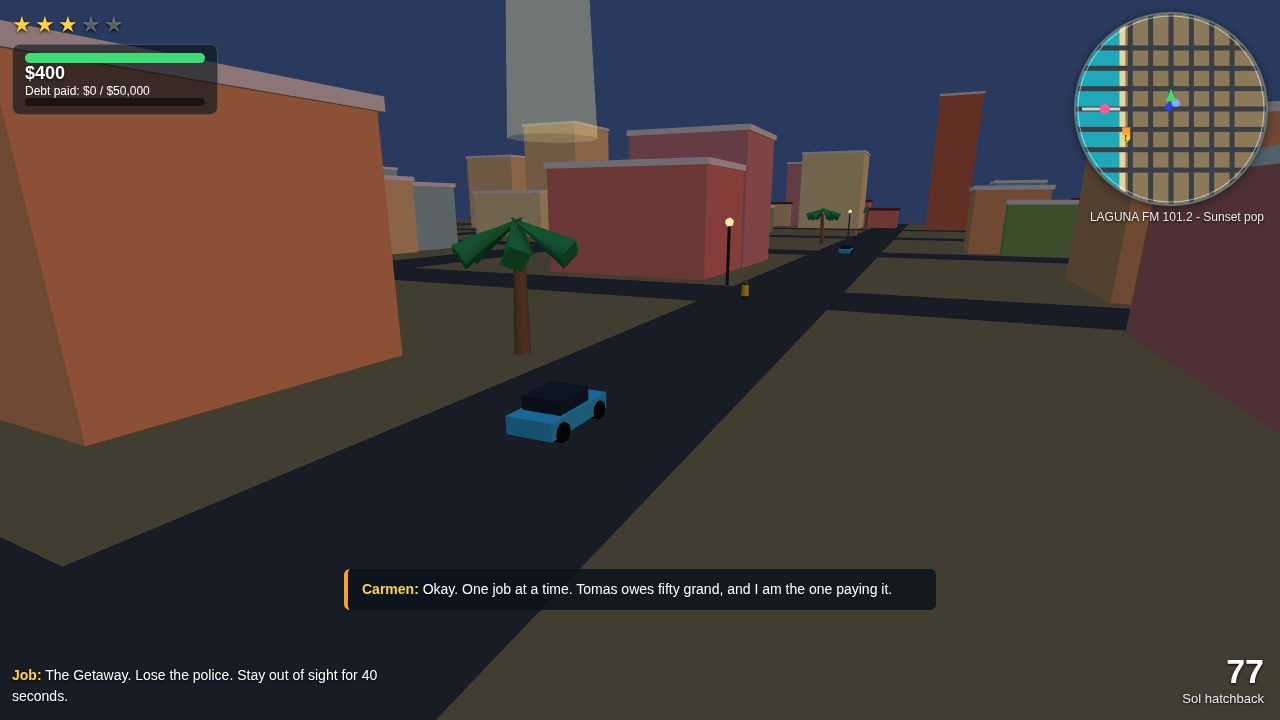 $400
Debt paid: $0 / $50,000
!
LAGUNA FM 101.2 - Sunset pop
Carmen: Okay. One job at a time. Tomas owes fifty grand, and I am the one paying it.
Job: The Getaway. Lose the police. Stay out of sight for 40
seconds.
77
Sol hatchback